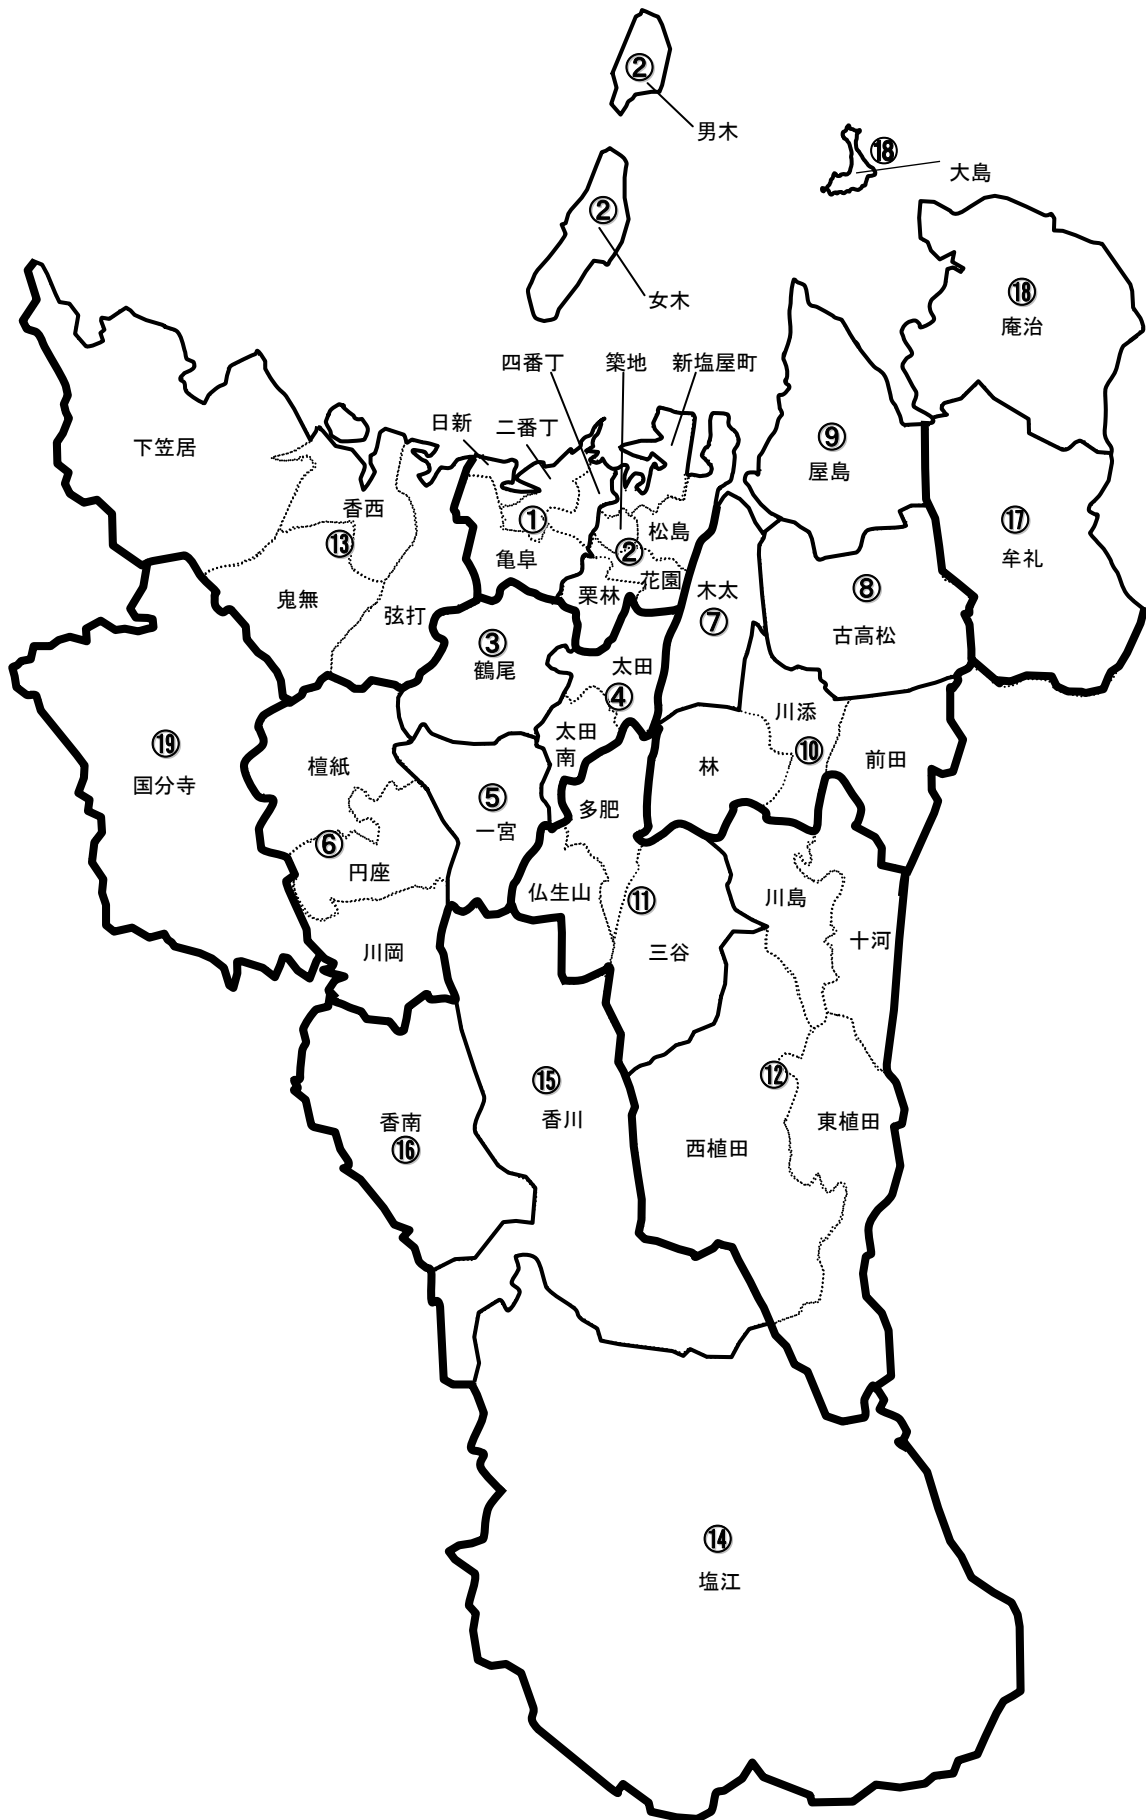 ②
男木
⑱
大島
②
女木
⑱
庵治
四番丁
築地
新塩屋町
日新
二番丁
下笠居
⑨
屋島
香西
①
松島
⑰
牟礼
⑬
②
亀阜
花園
木太
⑧
鬼無
弦打
栗林
⑦
古高松
③
鶴尾
太田
④
川添
太田
南
⑩
⑲
国分寺
檀紙
林
前田
⑤
一宮
多肥
⑥
円座
仏生山
⑪
川島
川岡
三谷
十河
⑮
香川
⑫
香南
⑯
西植田
東植田
⑭
塩江